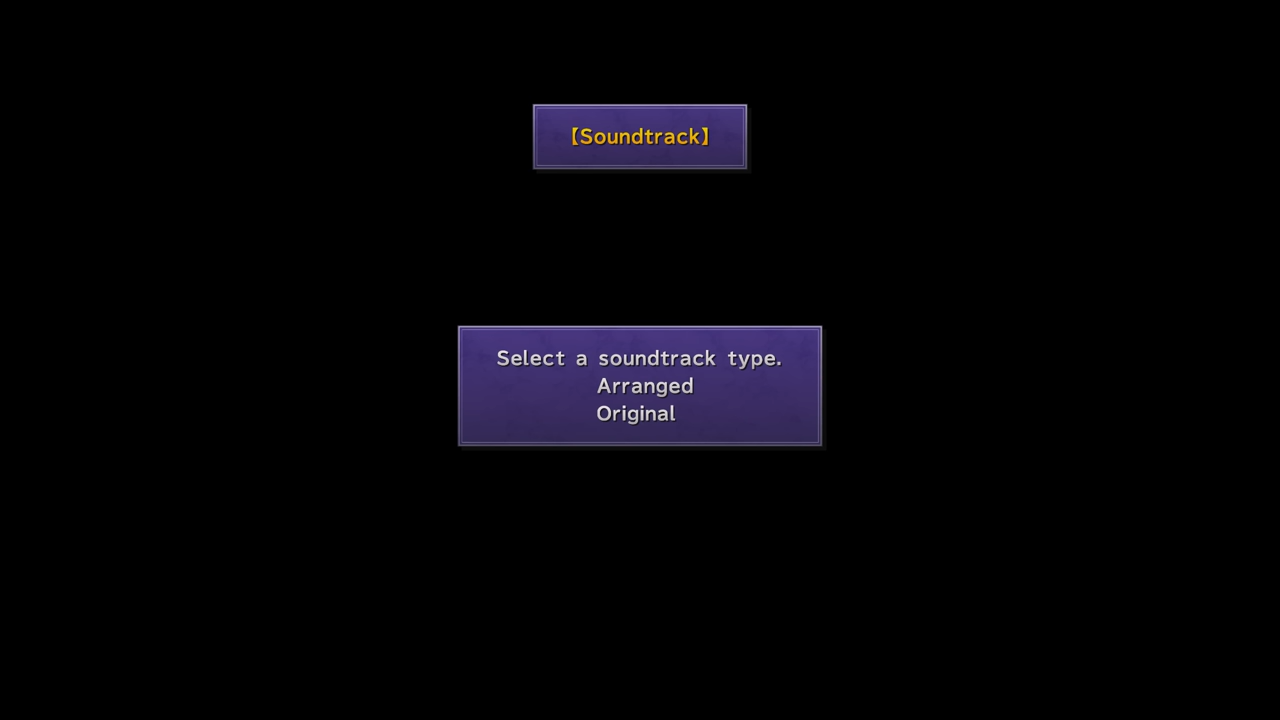 【Soundtrack】
Select a soundtrack type.
Arranged
Original